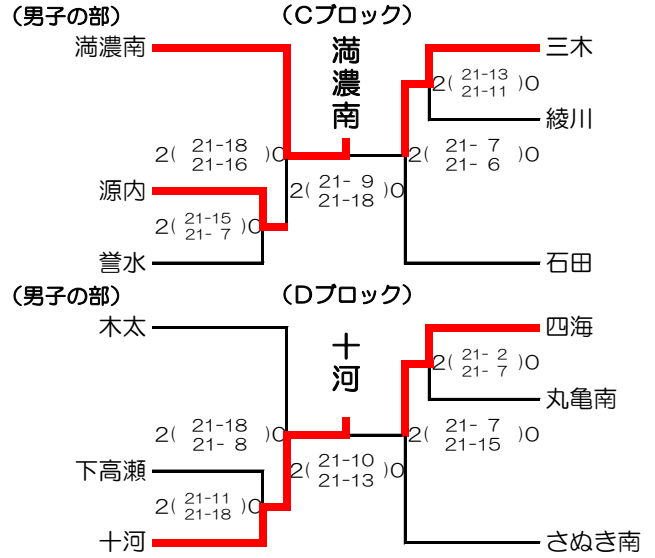 （男子の部）
（Cブロック）
満濃南
満濃南
三木
2( 21-13 )0
21-11
綾川
2( 21-18 )0
21-16
2( 21- 7 )0
21- 6
源内
2( 21- 9 )0
21-18
2( 21-15 )0
21- 7
誉水
石田
（男子の部）
（Dブロック）
木太
十河
四海
2( 21- 2 )0
21- 7
丸亀南
2( 21-18 )0
21- 8
2( 21- 7 )0
21-15
下高瀬
2( 21-10 )0
21-13
2( 21-11 )0
21-18
十河
さぬき南